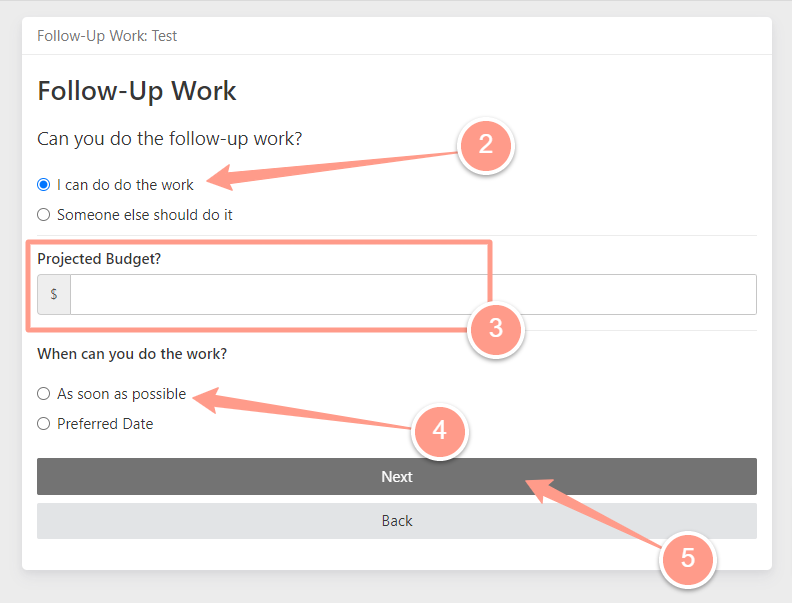 Follow-Up Work: Test
Follow-Up Work
Can you do the follow-up work?
2
I can do do the work
Someone else should do it
Projected Budget?
$
3
When can you do the work?
As soon as possible
Preferred Date
4
Next
Back
5